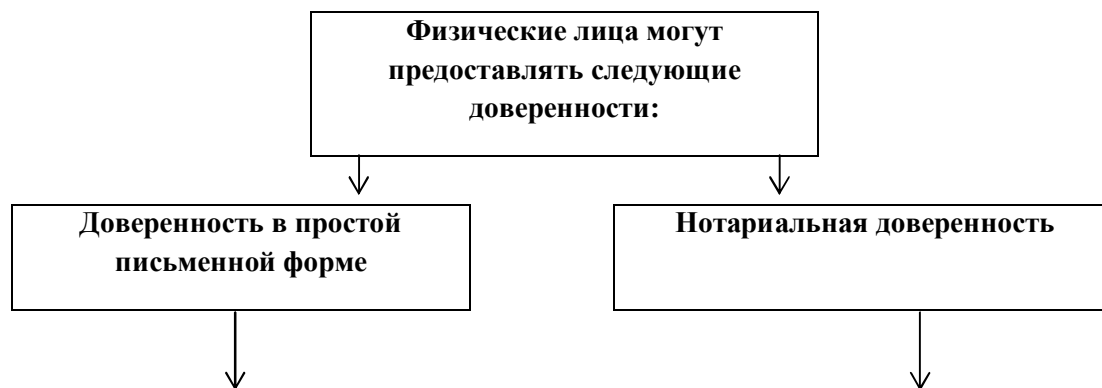 Физические лица могут
предоставлять следующие
доверенности:
Доверенность в простой
письменной форме
Нотариальная доверенность